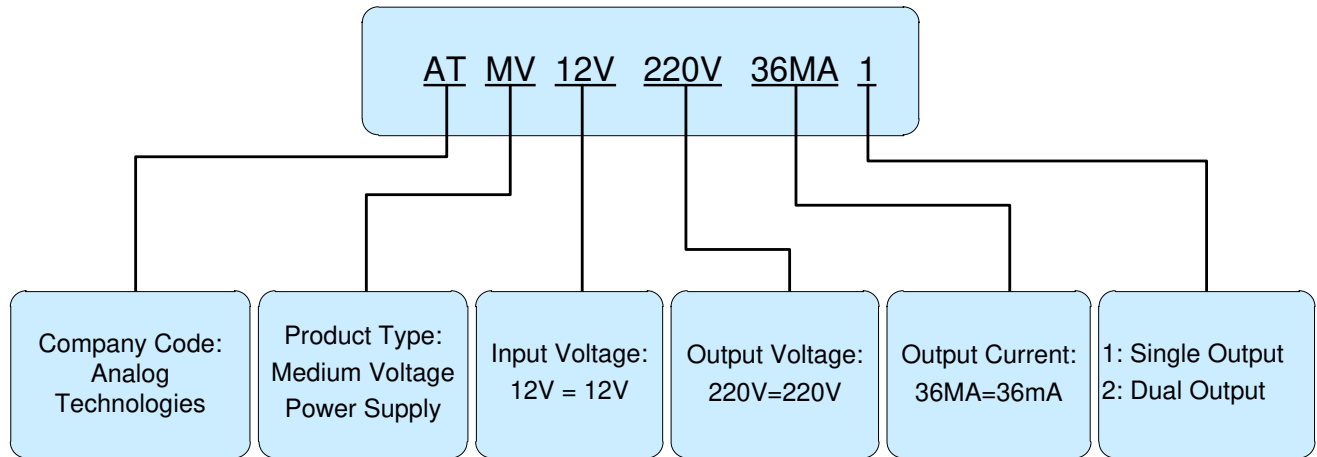 AT MV 12V 220V 36MA 1
Company Code:
Analog
Technologies
Product Type:
Medium Voltage
Power Supply
Input Voltage:
12V = 12V
Output Voltage:
220V=220V
Output Current:
36MA=36mA
1: Single Output
2: Dual Output